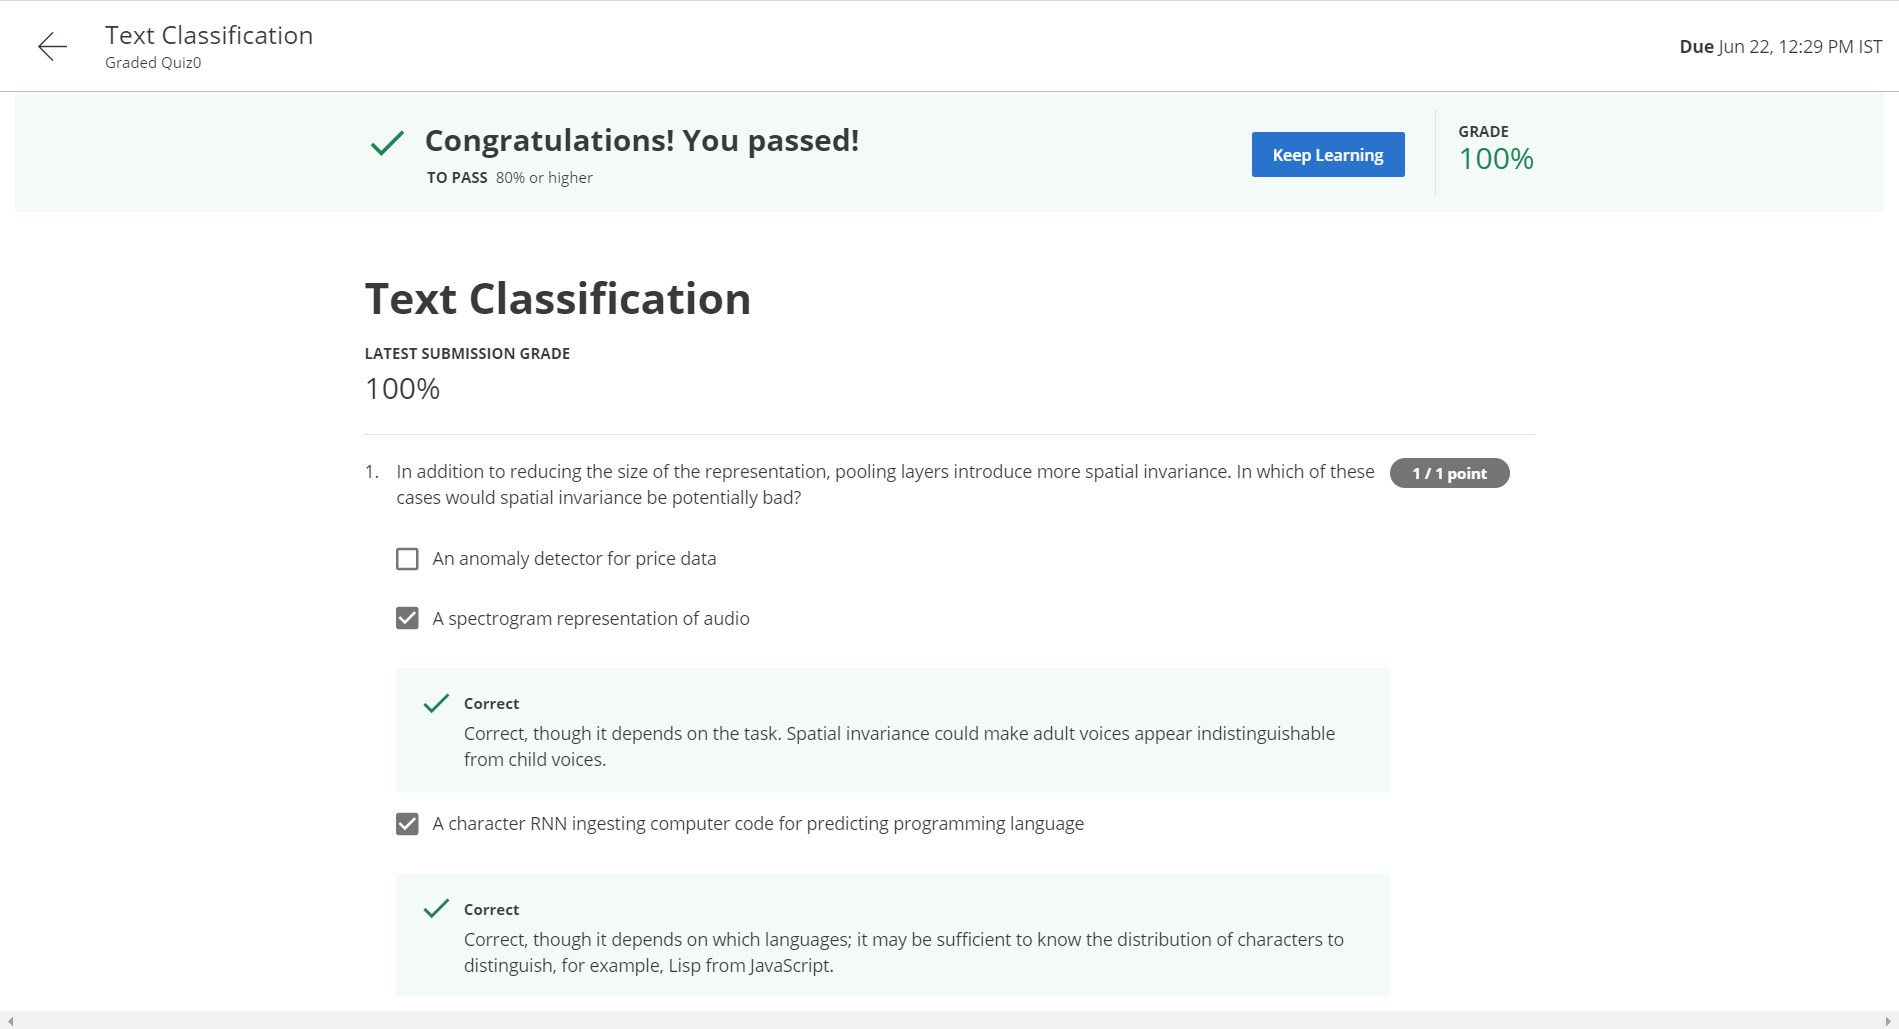 Text Classification
Graded Quiz0
Due Jun 22, 12:29 PM IST
Congratulations! You passed!
TO PASS 80% or higher
Keep Learning
GRADE
100%
Text Classification
LATEST SUBMISSION GRADE
100%
1. In addition to reducing the size of the representation, pooling layers introduce more spatial invariance. In which of these
cases would spatial invariance be potentially bad?
1 / 1 point
An anomaly detector for price data
A spectrogram representation of audio
Correct
Correct, though it depends on the task. Spatial invariance could make adult voices appear indistinguishable
from child voices.
A character RNN ingesting computer code for predicting programming language
Correct
Correct, though it depends on which languages; it may be sufficient to know the distribution of characters to
distinguish, for example, Lisp from JavaScript.